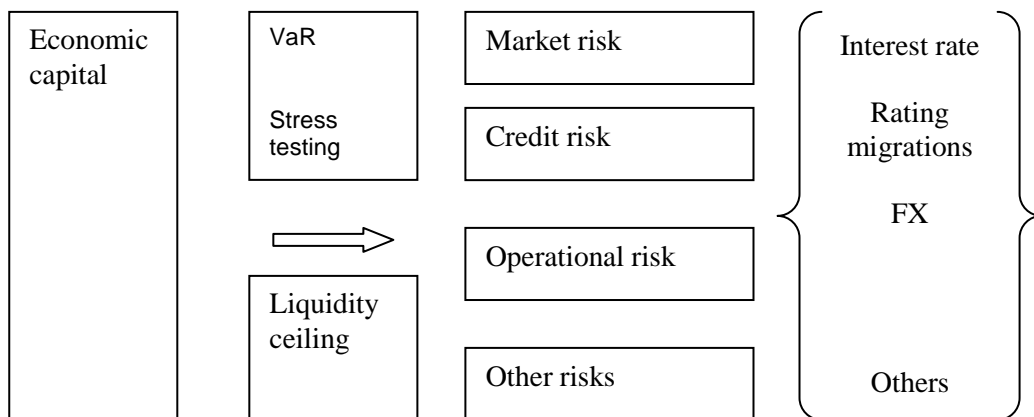 Economic
capital
VaR
Stress
testing
Liquidity
ceiling
Market risk
Credit risk
Operational risk
Other risks
Interest rate
Rating
migrations
FX
Others